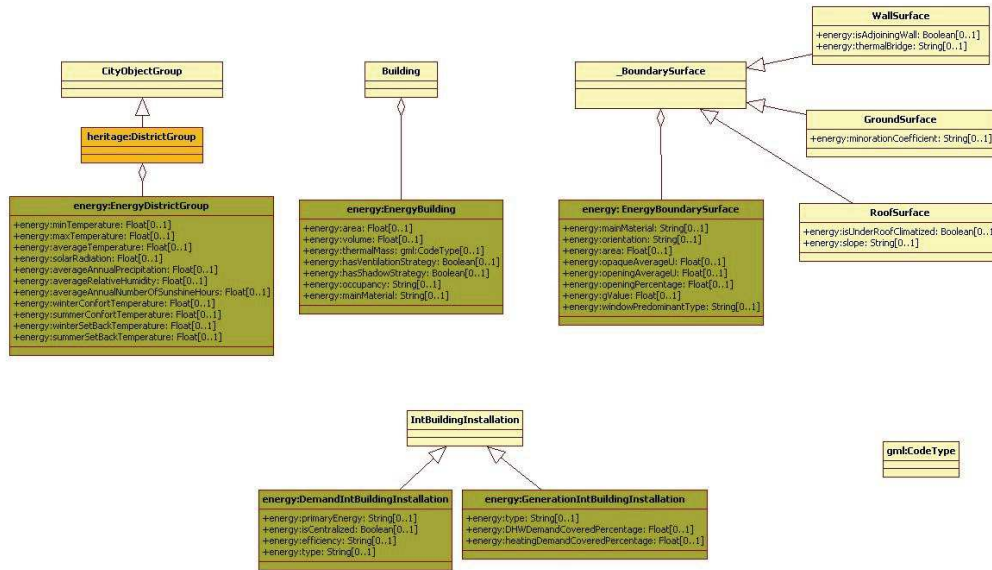 CityObjectGroup
heritage:DistrictGroup
energy:EnergyDistrictGroup
+energy:minTemperature: Float[0..1]
+energy:maxTemperature: Float[0..1]
+energy:averageTemperature: Float[0..1]
+energy:solarRadiation: Float[0..1]
+energy:averageAnnualPrecipitation: Float[0..1]
+energy:averageRelativeHumidity: Float[0..1]
+energy:averageAnnualNumberOfSunshineHours: Float[0..1]
+energy:winterConfortTemperature: Float[0..1]
+energy:summerConfortTemperature: Float[0..1]
+energy:winterSetBackTemperature: Float[0..1]
+energy:summerSetBackTemperature: Float[0..1]
Building
energy:EnergyBuilding
+energy:area: Float[0..1]
+energy:volume: Float[0..1]
+energy:thermalMass: gml:CodeType[0..1]
+energy:hasVentilationStrategy: Boolean[0..1]
+energy:hasShadowStrategy: Boolean[0..1]
+energy:occupancy: String[0..1]
+energy:mainMaterial: String[0..1]
_BoundarySurface
energy: EnergyBoundarySurface
+energy:mainMaterial: String[0..1]
+energy:orientation: String[0..1]
+energy:area: Float[0..1]
+energy:opaqueAverageU: Float[0..1]
+energy:openingAverageU: Float[0..1]
+energy:openingPercentage: Float[0..1]
+energy:gValue: Float[0..1]
+energy:windowPredominantType: String[0..1]
WallSurface
+energy:isAdjoiningWall: Boolean[0..1]
+energy:thermalBridge: String[0..1]
GroundSurface
+energy:minorationCoefficient: String[0..1]
RoofSurface
+energy:isUnderRoofClimatized: Boolean[0..1]
+energy:slope: String[0..1]
IntBuildingInstallation
energy:DemandIntBuildingInstallation
+energy:primaryEnergy: String[0..1]
+energy:isCentralized: Boolean[0..1]
+energy:efficiency: String[0..1]
+energy:type: String[0..1]
energy:GenerationIntBuildingInstallation
+energy:type: String[0..1]
+energy:DHWDemandCoveredPercentage: Float[0..1]
+energy:heatingDemandCoveredPercentage: Float[0..1]
gml:CodeType